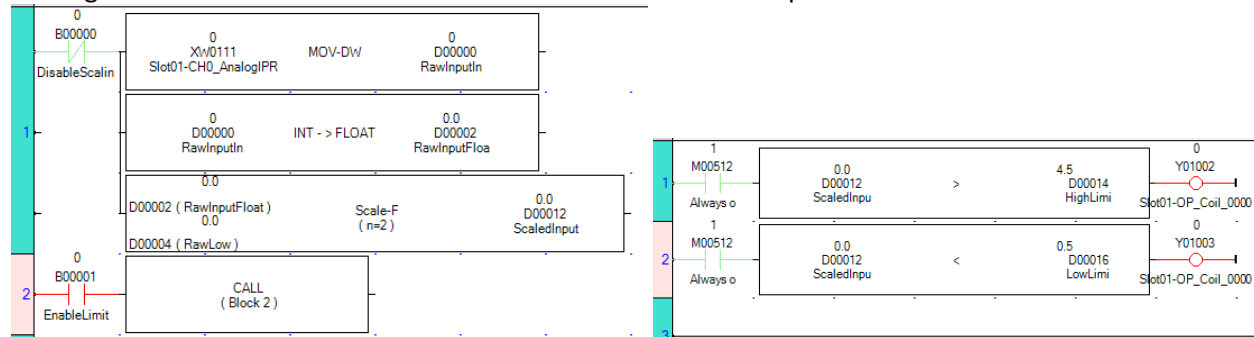 0
B00000
DisableScalin
0
XW0111
Slot01-CH0_AnalogIPR
MOV-DW
0
D00000
RawInputIn
1
0
D00000
RawInputIn
INT - > FLOAT
0.0
D00002
RawInputFloa
0.0
D00002 ( RawInputFloat )
0.0
D00004 ( RawLow )
Scale-F
( n=2 )
0.0
D00012
ScaledInput
2
0
B00001
EnableLimit
CALL
( Block 2 )
1
1
M00512
Always o
0.0
D00012
ScaledInpu
>
4.5
D00014
HighLimi
0
Y01002
Slot01-OP_Coil_0000
2
1
M00512
Always o
0.0
D00012
ScaledInpu
<
0.5
D00016
LowLimi
0
Y01003
Slot01-OP_Coil_0000
3